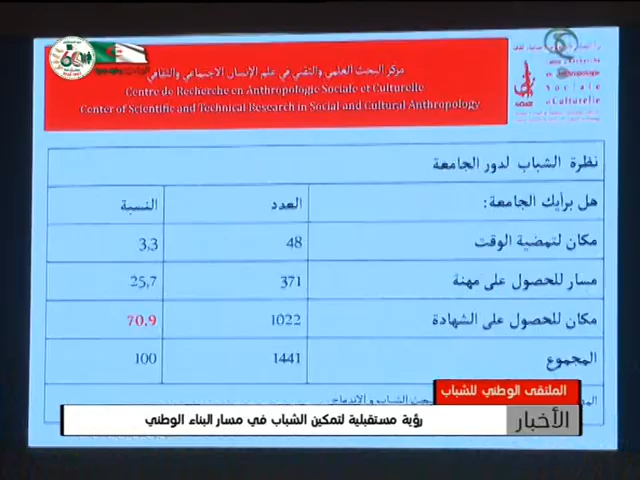 مركز البحث العلمي والتقني في علم الإنسان الاجتماعي والثقافي
Centre de Recherche en Anthropologie Sociale et Culturelle
Center of Scientific and Technical Research in Social and Cultural Anthropology
نظرة الشباب لدور الجامعة
هل برأيك الجامعة: العدد النسبة
مكان لتمضية الوقت 48 3,3
مسار للحصول على مهنة 371 25,7
مكان للحصول على الشهادة 1022 70,9
المجموع 1441 100
الملتقى الوطني للشباب
الأخبار
رؤية مستقبلية لتمكين الشباب في مسار البناء الوطني